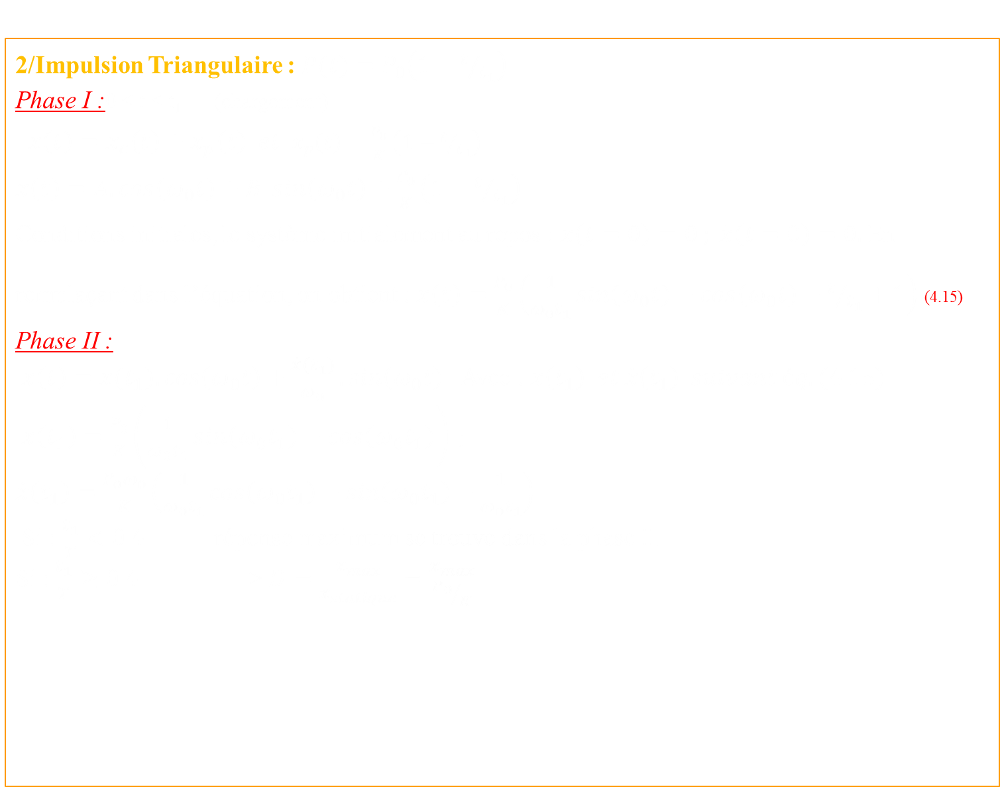 2/Impulsion Triangulaire :
Phase I :
(4.15)
Phase II :